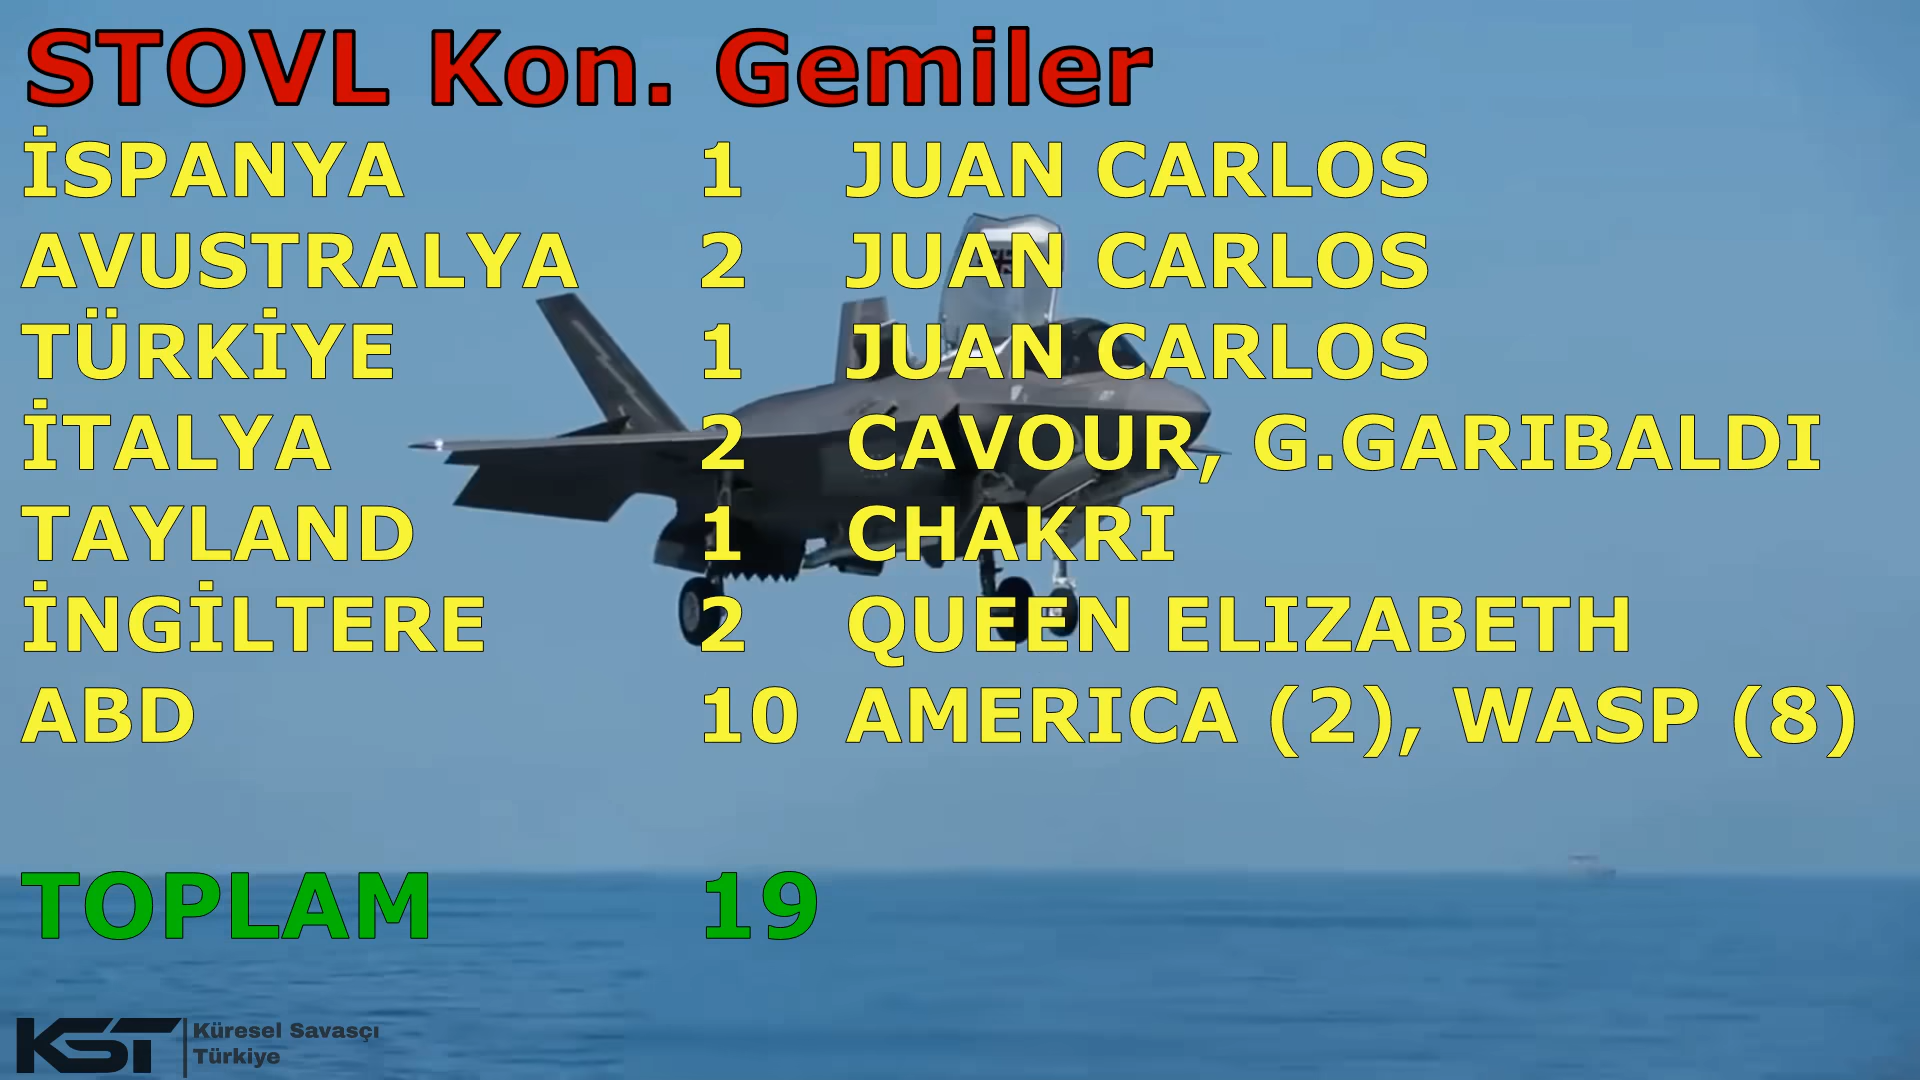 STOVL Kon. Gemiler
İSPANYA 1 JUAN CARLOS
AVUSTRALYA 2 JUAN CARLOS
TÜRKİYE 1 JUAN CARLOS
İTALYA 2 CAVOUR, G.GARIBALDI
TAYLAND 1 CHAKRI
İNGİLTERE 2 QUEEN ELIZABETH
ABD 10 AMERICA (2), WASP (8)
TOPLAM 19
KST Küresel Savaşçı
Türkiye